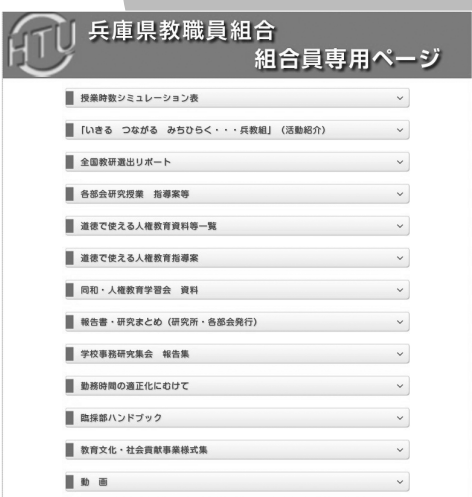 HTU
兵庫県教職員組合
組合員専用ページ
授業時数シミュレーション表
「いきる　つながる　みちひらく・・・兵教組」（活動紹介）
全国教研選出リポート
各部会研究授業　指導案等
道徳で使える人権教育資料等一覧
道徳で使える人権教育指導案
同和・人権教育学習会　資料
報告書・研究まとめ（研究所・各部会発行）
学校事務研究集会　報告集
勤務時間の適正化にむけて
臨採部ハンドブック
教育文化・社会貢献事業様式集
動　画